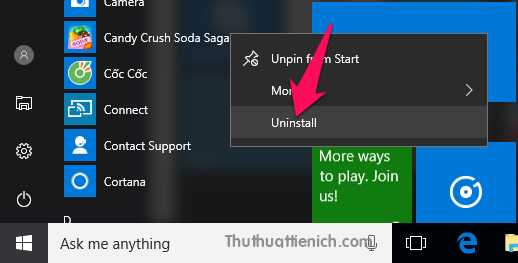 Camera
Candy Crush Soda Saga
Cốc Cốc
Connect
Contact Support
Cortana
D
Unpin from Start
More
Uninstall
More ways
to play. Join
us!
Ask me anything
Thuthuattienich.com